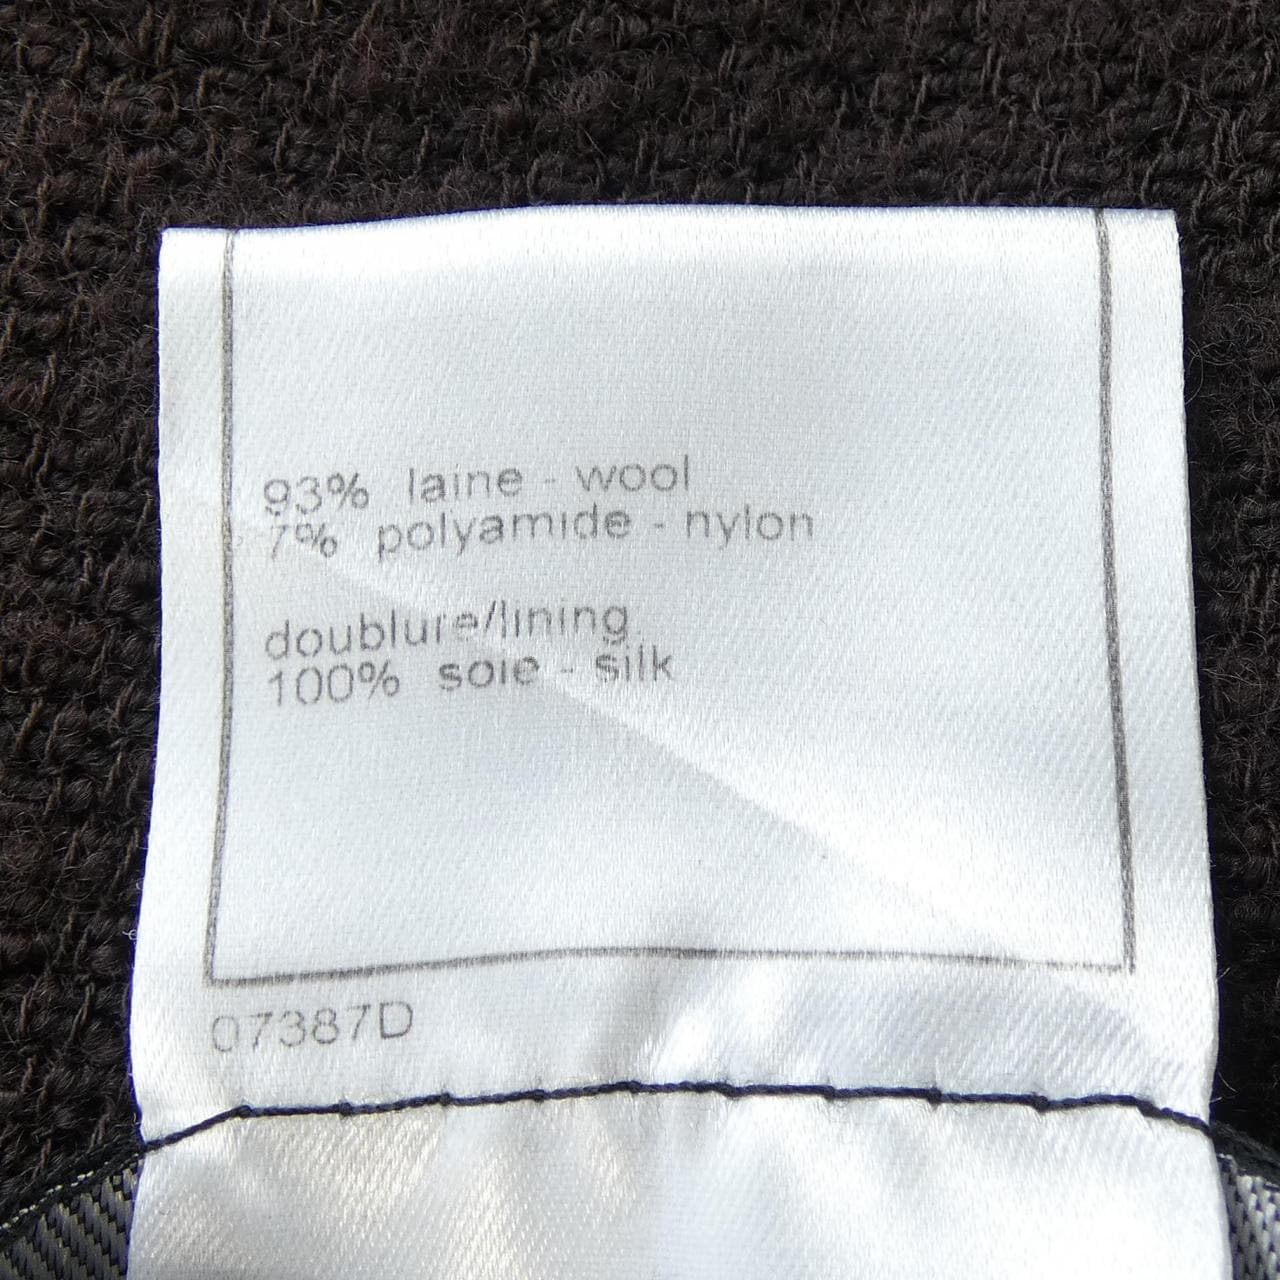 93% laine - wool
7% polyamide - nylon
doublure/lining
100% soie - silk
07387D